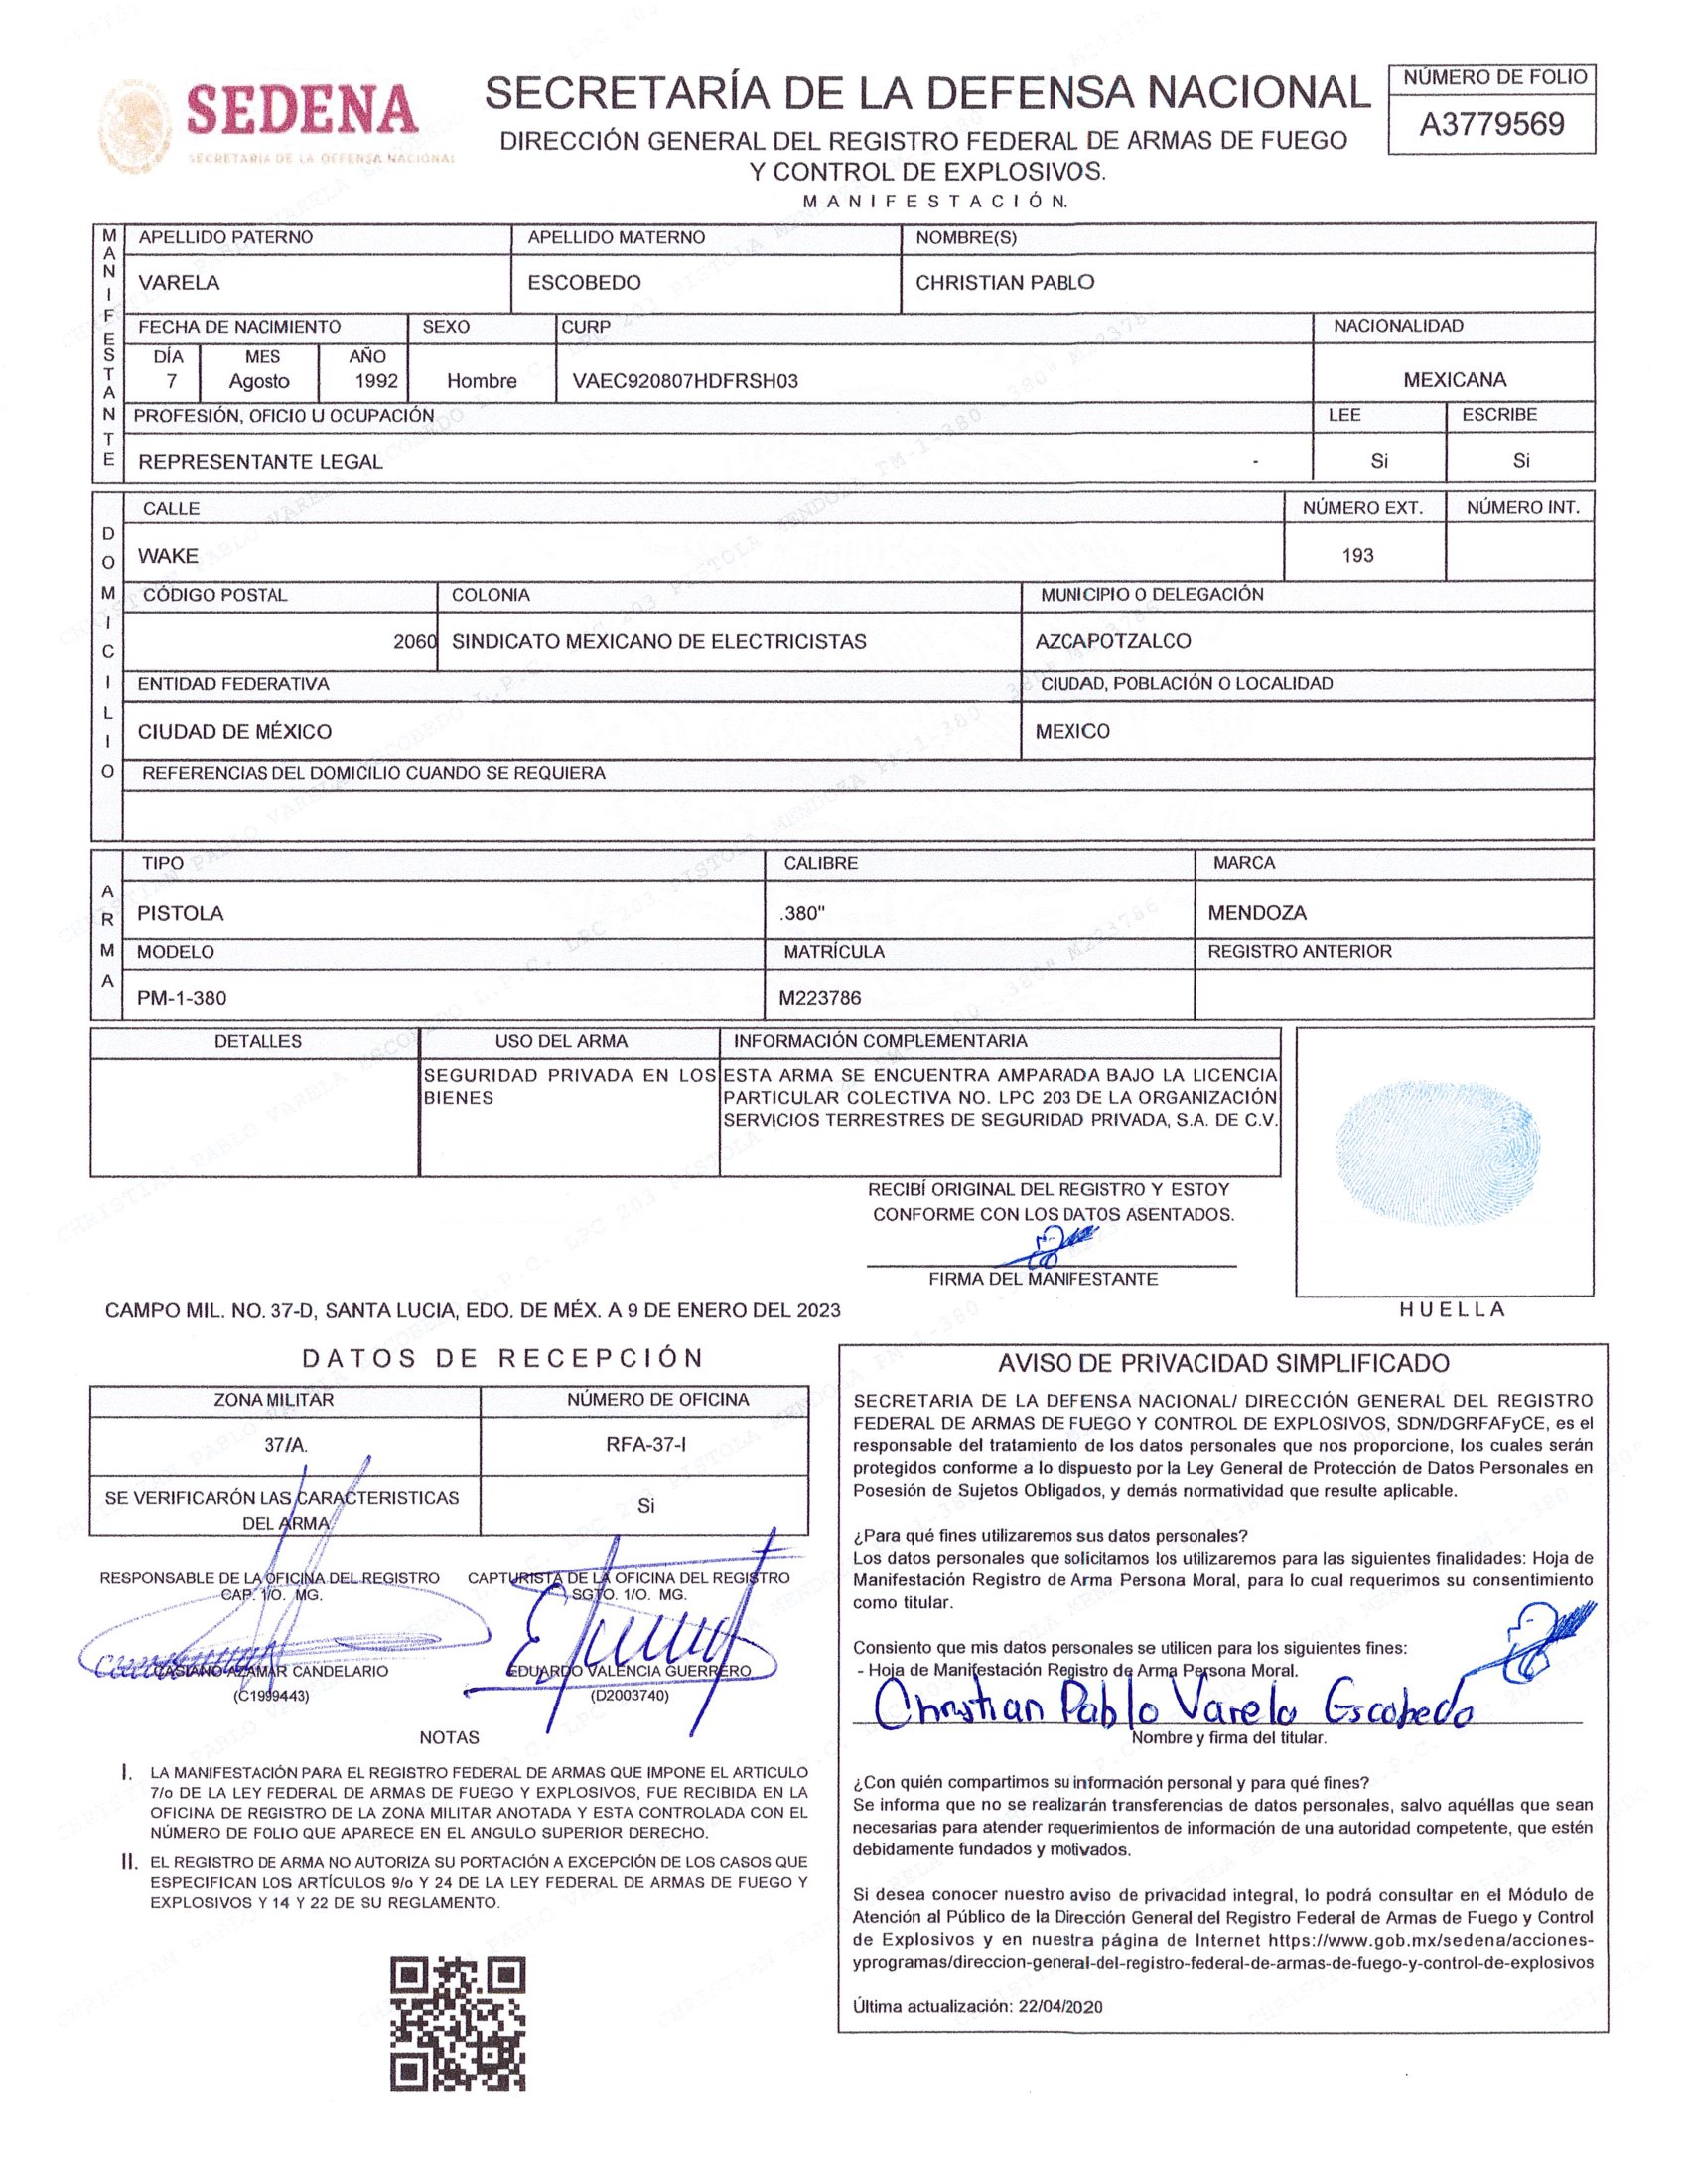 SEDENA
SECRETARÍA DE LA DEFENSA NACIONAL
SECRETARÍA DE LA DEFENSA NACIONAL
DIRECCIÓN GENERAL DEL REGISTRO FEDERAL DE ARMAS DE FUEGO
Y CONTROL DE EXPLOSIVOS.
MANIFESTACIÓN.
NÚMERO DE FOLIO
A3779569
MANIFESTANTE
APELLIDO PATERNO APELLIDO MATERNO NOMBRE(S)
VARELA ESCOBEDO CHRISTIAN PABLO
FECHA DE NACIMIENTO SEXO CURP NACIONALIDAD
DÍA MES AÑO
7 Agosto 1992 Hombre VAEC920807HDFRSH03 MEXICANA
PROFESIÓN, OFICIO U OCUPACIÓN LEE ESCRIBE
REPRESENTANTE LEGAL - Si Si
DOMICILIO
CALLE NÚMERO EXT. NÚMERO INT.
WAKE 193
CÓDIGO POSTAL COLONIA MUNICIPIO O DELEGACIÓN
2060 SINDICATO MEXICANO DE ELECTRICISTAS AZCAPOTZALCO
ENTIDAD FEDERATIVA CIUDAD, POBLACIÓN O LOCALIDAD
CIUDAD DE MÉXICO MEXICO
REFERENCIAS DEL DOMICILIO CUANDO SE REQUIERA
ARMA
TIPO CALIBRE MARCA
PISTOLA .380" MENDOZA
MODELO MATRÍCULA REGISTRO ANTERIOR
PM-1-380 M223786
DETALLES USO DEL ARMA INFORMACIÓN COMPLEMENTARIA
SEGURIDAD PRIVADA EN LOS BIENES
ESTA ARMA SE ENCUENTRA AMPARADA BAJO LA LICENCIA
PARTICULAR COLECTIVA NO. LPC 203 DE LA ORGANIZACIÓN
SERVICIOS TERRESTRES DE SEGURIDAD PRIVADA, S.A. DE C.V.
RECIBÍ ORIGINAL DEL REGISTRO Y ESTOY
CONFORME CON LOS DATOS ASENTADOS.
FIRMA DEL MANIFESTANTE
HUELLA
CAMPO MIL. NO. 37-D, SANTA LUCIA, EDO. DE MÉX. A 9 DE ENERO DEL 2023
DATOS DE RECEPCIÓN
ZONA MILITAR NÚMERO DE OFICINA
37/A. RFA-37-I
SE VERIFICARÓN LAS CARACTERISTICAS
DEL ARMA Si
RESPONSABLE DE LA OFICINA DEL REGISTRO
CAP. 1/O. MG.
CASIANO AZAMAR CANDELARIO
(C1999443)
CAPTURISTA DE LA OFICINA DEL REGISTRO
SGTO. 1/O. MG.
EDUARDO VALENCIA GUERRERO
(D2003740)
NOTAS
I. LA MANIFESTACIÓN PARA EL REGISTRO FEDERAL DE ARMAS QUE IMPONE EL ARTICULO
7/o DE LA LEY FEDERAL DE ARMAS DE FUEGO Y EXPLOSIVOS, FUE RECIBIDA EN LA
OFICINA DE REGISTRO DE LA ZONA MILITAR ANOTADA Y ESTA CONTROLADA CON EL
NÚMERO DE FOLIO QUE APARECE EN EL ANGULO SUPERIOR DERECHO.
II. EL REGISTRO DE ARMA NO AUTORIZA SU PORTACIÓN A EXCEPCIÓN DE LOS CASOS QUE
ESPECIFICAN LOS ARTÍCULOS 9/o Y 24 DE LA LEY FEDERAL DE ARMAS DE FUEGO Y
EXPLOSIVOS Y 14 Y 22 DE SU REGLAMENTO.
AVISO DE PRIVACIDAD SIMPLIFICADO
SECRETARIA DE LA DEFENSA NACIONAL/ DIRECCIÓN GENERAL DEL REGISTRO
FEDERAL DE ARMAS DE FUEGO Y CONTROL DE EXPLOSIVOS, SDN/DGRFAFyCE, es el
responsable del tratamiento de los datos personales que nos proporcione, los cuales serán
protegidos conforme a lo dispuesto por la Ley General de Protección de Datos Personales en
Posesión de Sujetos Obligados, y demás normatividad que resulte aplicable.
¿Para qué fines utilizaremos sus datos personales?
Los datos personales que solicitamos los utilizaremos para las siguientes finalidades: Hoja de
Manifestación Registro de Arma Persona Moral, para lo cual requerimos su consentimiento
como titular.
Consiento que mis datos personales se utilicen para los siguientes fines:
- Hoja de Manifestación Registro de Arma Persona Moral.
Christian Pablo Varela Escobedo
Nombre y firma del titular.
¿Con quién compartimos su información personal y para qué fines?
Se informa que no se realizarán transferencias de datos personales, salvo aquéllas que sean
necesarias para atender requerimientos de información de una autoridad competente, que estén
debidamente fundados y motivados.
Si desea conocer nuestro aviso de privacidad integral, lo podrá consultar en el Módulo de
Atención al Público de la Dirección General del Registro Federal de Armas de Fuego y Control
de Explosivos y en nuestra página de Internet https://www.gob.mx/sedena/acciones-
yprogramas/direccion-general-del-registro-federal-de-armas-de-fuego-y-control-de-explosivos
Última actualización: 22/04/2020